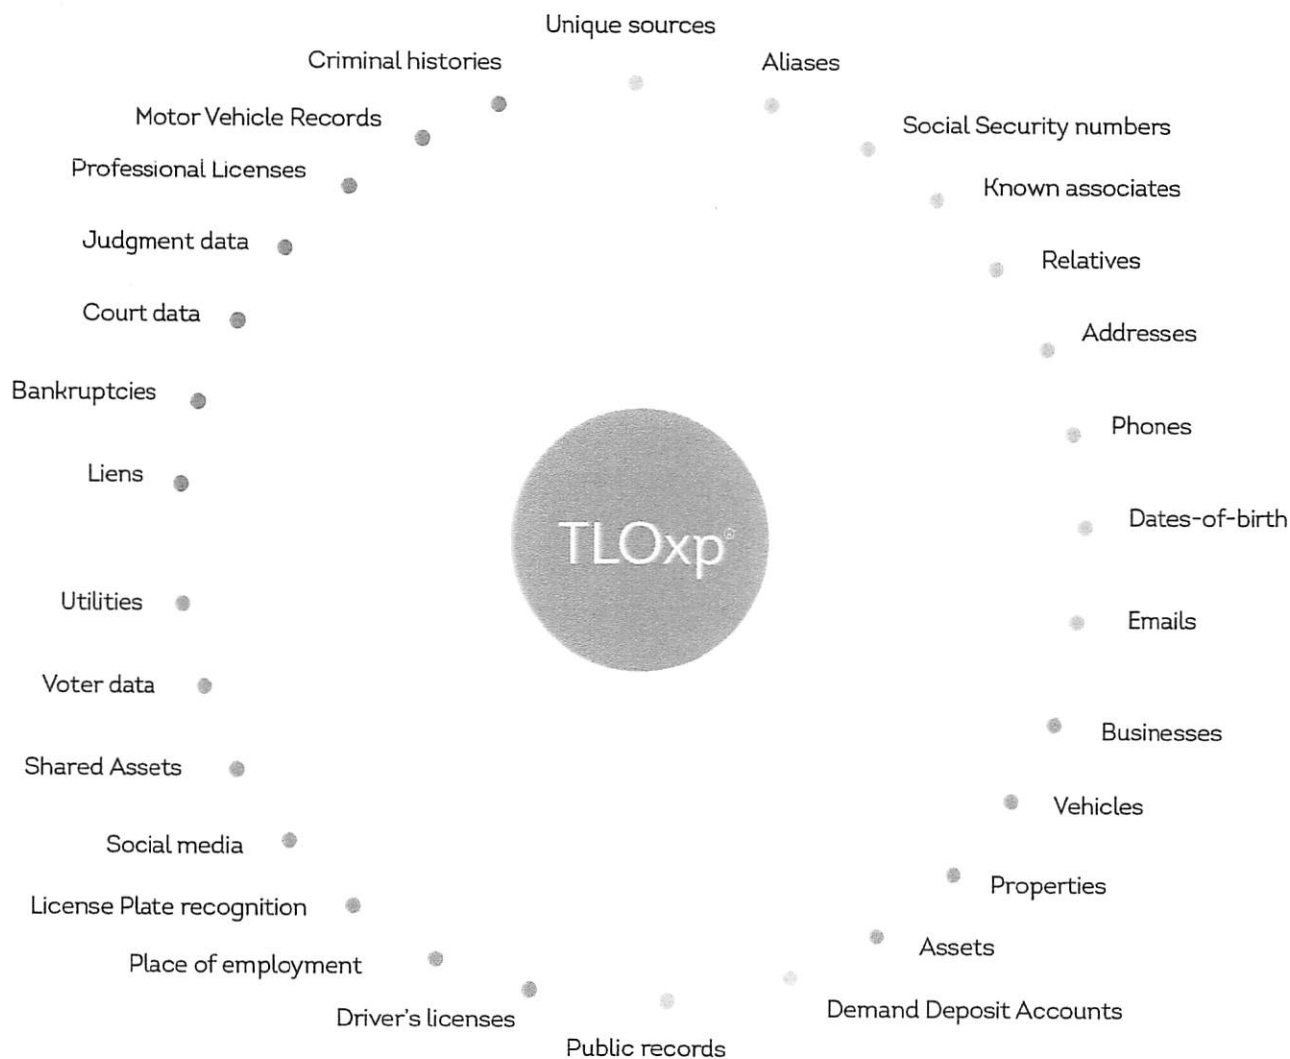 Unique sources
Aliases
Social Security numbers
Known associates
Relatives
Addresses
Phones
Dates-of-birth
Emails
Businesses
Vehicles
Properties
Assets
Demand Deposit Accounts
Public records
Driver's licenses
Place of employment
License Plate recognition
Social media
Shared Assets
Voter data
Utilities
Liens
Bankruptcies
Court data
Judgment data
Professional Licenses
Motor Vehicle Records
Criminal histories
TLOxp®